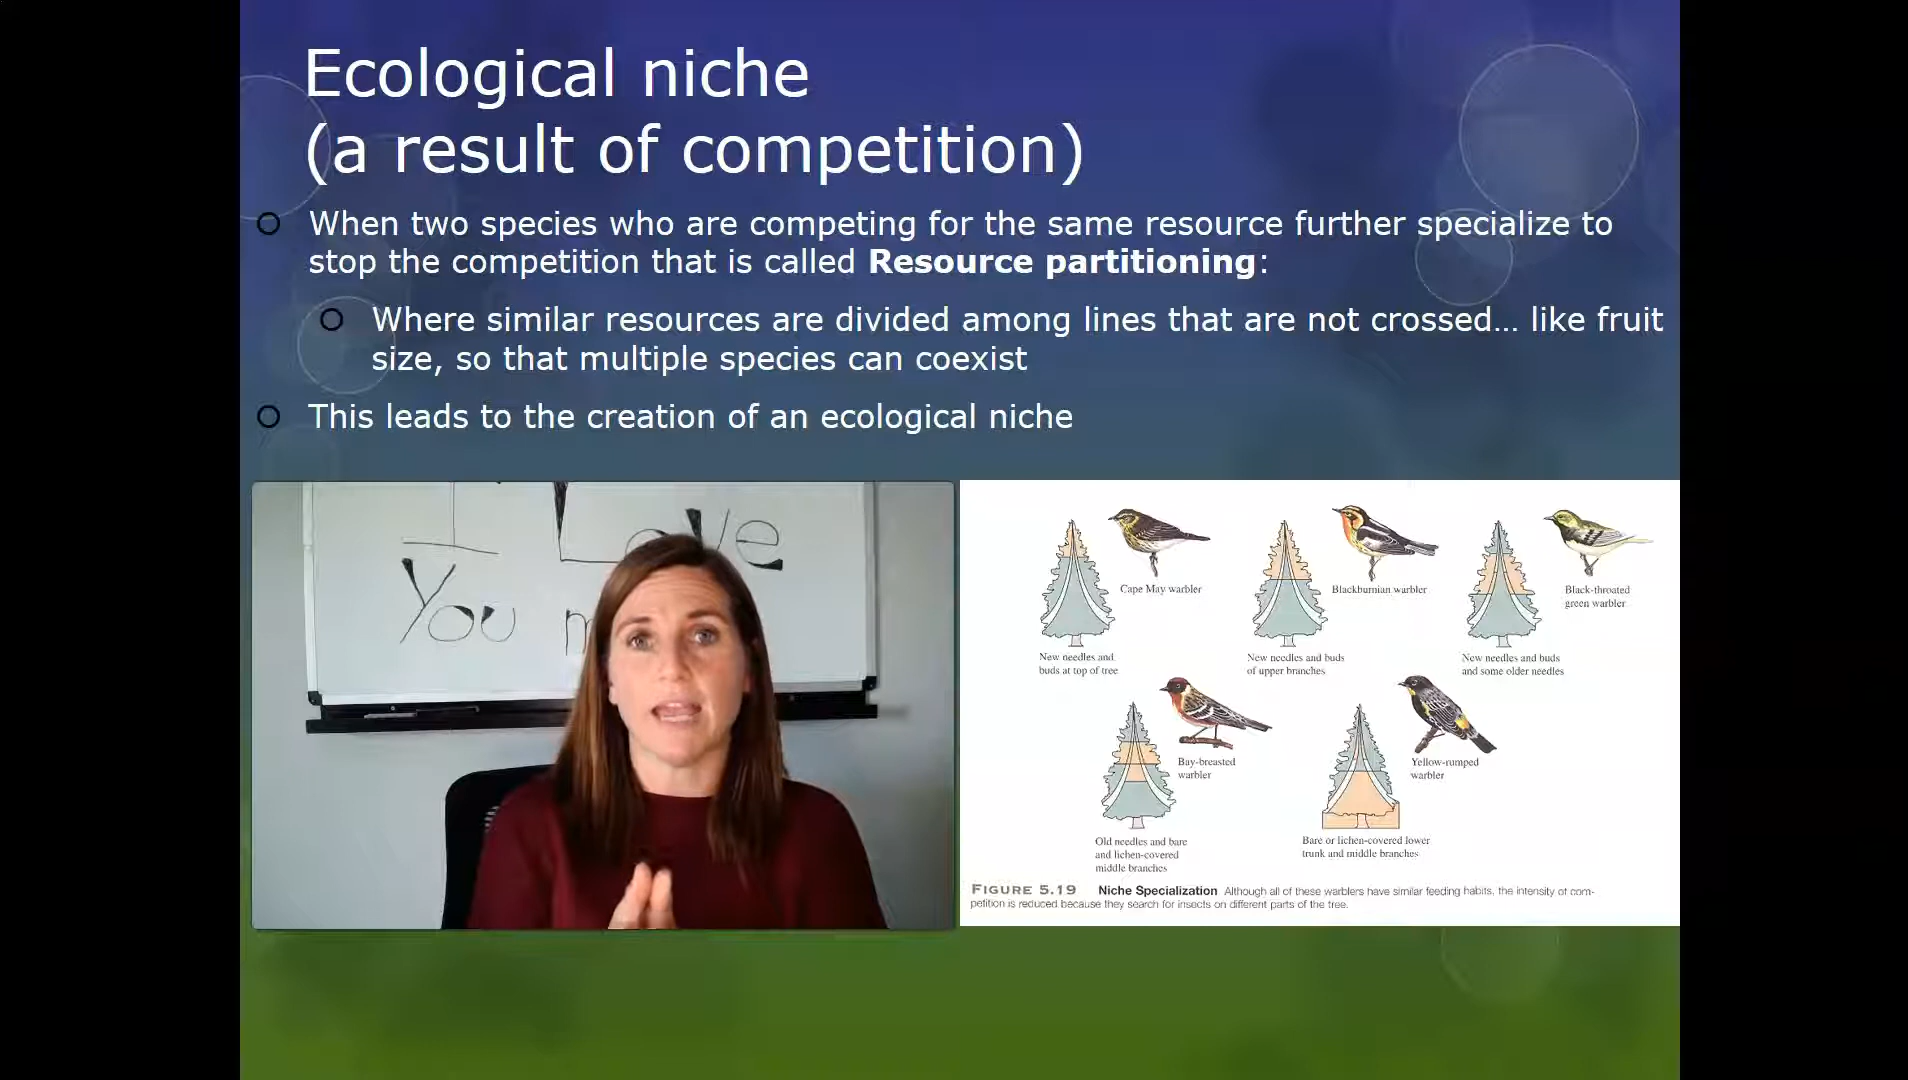 Ecological niche
(a result of competition)
When two species who are competing for the same resource further specialize to
stop the competition that is called Resource partitioning:
Where similar resources are divided among lines that are not crossed... like fruit
size, so that multiple species can coexist
This leads to the creation of an ecological niche
I Love
You
Cape May warbler
New needles and
buds at top of tree
Blackburnian warbler
New needles and buds
of upper branches
Black-throated
green warbler
New needles and buds
and some older needles
Bay-breasted
warbler
Old needles and bare
and lichen-covered
middle branches
Yellow-rumped
warbler
Bare or lichen-covered lower
trunk and middle branches
FIGURE 5.19 Niche Specialization Although all of these warblers have similar feeding habits, the intensity of com-
petition is reduced because they search for insects on different parts of the tree.